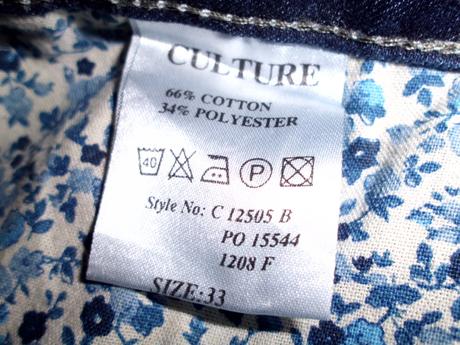 CULTURE
66% COTTON
34% POLYESTER
40 P
Style No: C 12505 B
PO 15544
1208 F
SIZE:33